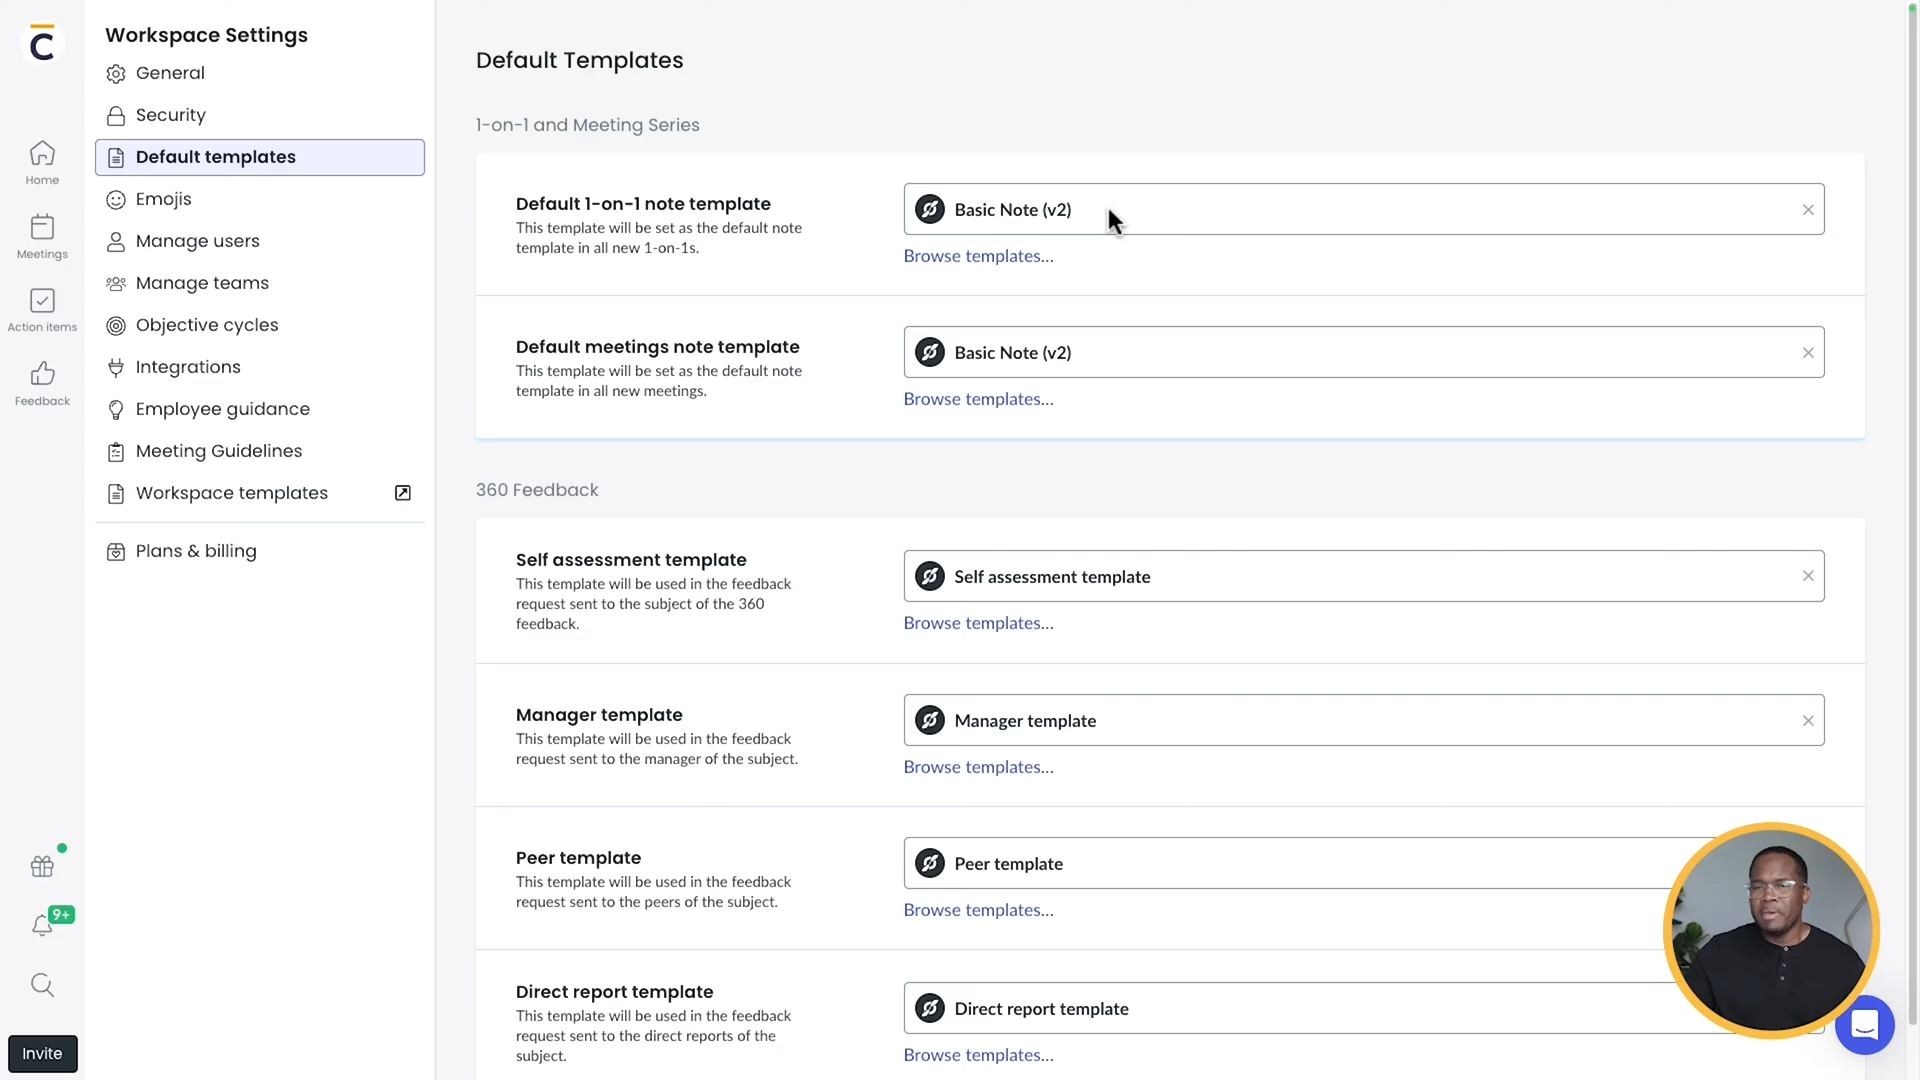 Workspace Settings
General
Security
Default templates
Emojis
Manage users
Manage teams
Objective cycles
Integrations
Employee guidance
Meeting Guidelines
Workspace templates
Plans & billing
C
Home
Meetings
Action items
Feedback
9+
Invite
Default Templates
1-on-1 and Meeting Series
Default 1-on-1 note template
This template will be set as the default note
template in all new 1-on-1s.
Basic Note (v2)
Browse templates...
Default meetings note template
This template will be set as the default note
template in all new meetings.
Basic Note (v2)
Browse templates...
360 Feedback
Self assessment template
This template will be used in the feedback
request sent to the subject of the 360
feedback.
Self assessment template
Browse templates...
Manager template
This template will be used in the feedback
request sent to the manager of the subject.
Manager template
Browse templates...
Peer template
This template will be used in the feedback
request sent to the peers of the subject.
Peer template
Browse templates...
Direct report template
This template will be used in the feedback
request sent to the direct reports of the
subject.
Direct report template
Browse templates...